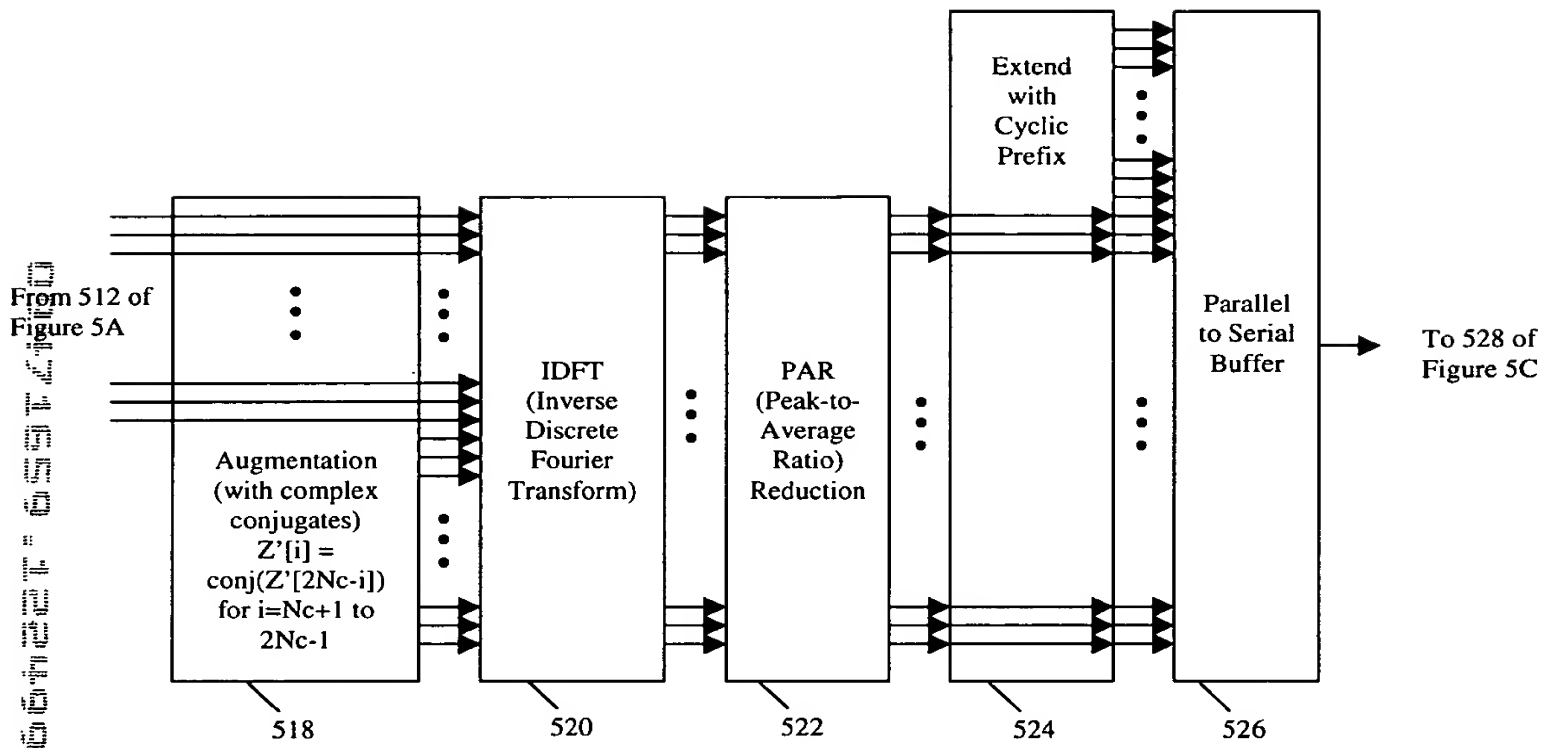 From 512 of
Figure 5A
Augmentation
(with complex
conjugates)
Z'[i] =
conj(Z'[2Nc-i])
for i=Nc+1 to
2Nc-1
518
IDFT
(Inverse
Discrete
Fourier
Transform)
520
PAR
(Peak-to-
Average
Ratio)
Reduction
522
Extend
with
Cyclic
Prefix
524
Parallel
to Serial
Buffer
526
To 528 of
Figure 5C